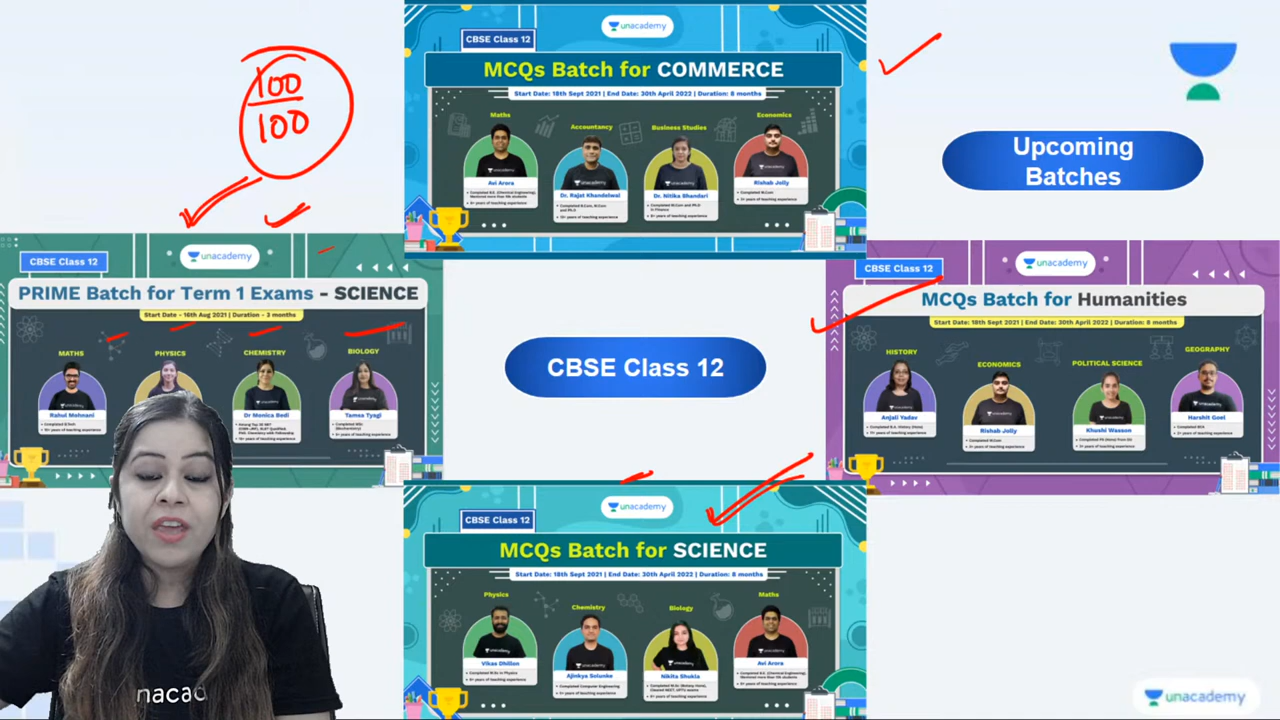 100
100
unacademy
CBSE Class 12
MCQs Batch for COMMERCE
Start Date: 18th Sept 2021 | End Date: 30th April 2022 | Duration: 8 months
Maths
Accountancy
Business Studies
Economics
Avi Arora
Dr. Rajat Khandelwal
Dr. Nitika Bhandari
Rishab Jolly
Upcoming
Batches
unacademy
CBSE Class 12
PRIME Batch for Term 1 Exams - SCIENCE
Start Date - 16th Aug 2021 | Duration - 3 months
MATHS
PHYSICS
CHEMISTRY
BIOLOGY
Rahul Mohnani
Dr Monica Bedi
Tamsa Tyagi
CBSE Class 12
unacademy
CBSE Class 12
MCQs Batch for Humanities
Start Date: 18th Sept 2021 | End Date: 30th April 2022 | Duration: 8 months
HISTORY
ECONOMICS
POLITICAL SCIENCE
GEOGRAPHY
Anjali Yadav
Rishab Jolly
Khushi Wasson
Harshit Goel
unacademy
CBSE Class 12
MCQs Batch for SCIENCE
Start Date: 18th Sept 2021 | End Date: 30th April 2022 | Duration: 8 months
Physics
Chemistry
Biology
Maths
Vikas Dhillon
Ajinkya Solunke
Nikita Shukla
Avi Arora
nacad
unacademy